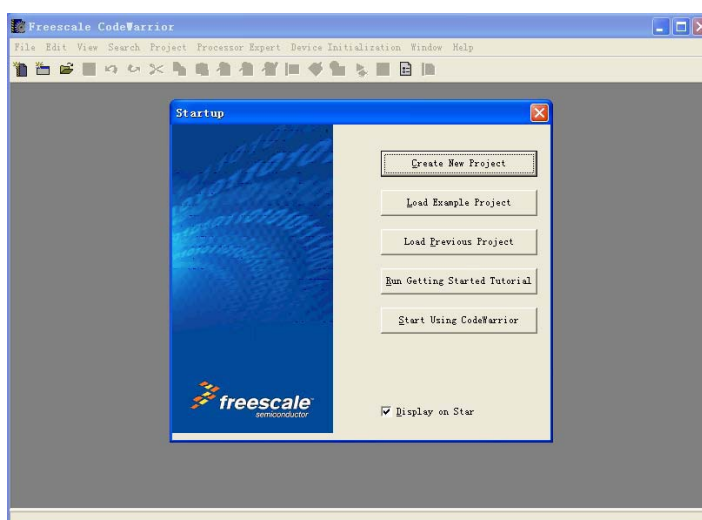 Freescale CodeWarrior
File Edit View Search Project Processor Expert Device Initialization Window Help
Startup
Create New Project
Load Example Project
Load Previous Project
Run Getting Started Tutorial
Start Using CodeWarrior
freescale
semiconductor
Display on Star